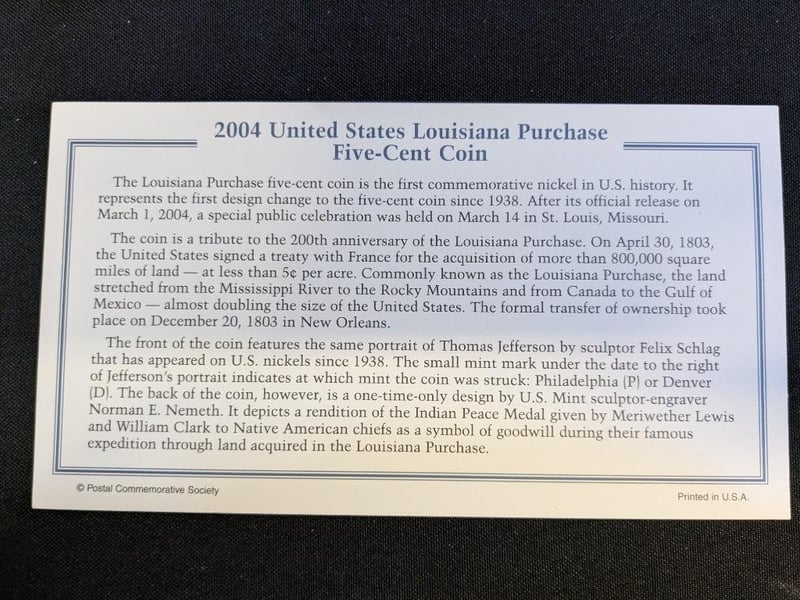 2004 United States Louisiana Purchase
Five-Cent Coin
The Louisiana Purchase five-cent coin is the first commemorative nickel in U.S. history. It
represents the first design change to the five-cent coin since 1938. After its official release on
March 1, 2004, a special public celebration was held on March 14 in St. Louis, Missouri.
The coin is a tribute to the 200th anniversary of the Louisiana Purchase. On April 30, 1803,
the United States signed a treaty with France for the acquisition of more than 800,000 square
miles of land — at less than 5¢ per acre. Commonly known as the Louisiana Purchase, the land
stretched from the Mississippi River to the Rocky Mountains and from Canada to the Gulf of
Mexico — almost doubling the size of the United States. The formal transfer of ownership took
place on December 20, 1803 in New Orleans.
The front of the coin features the same portrait of Thomas Jefferson by sculptor Felix Schlag
that has appeared on U.S. nickels since 1938. The small mint mark under the date to the right
of Jefferson's portrait indicates at which mint the coin was struck: Philadelphia (P) or Denver
(D). The back of the coin, however, is a one-time-only design by U.S. Mint sculptor-engraver
Norman E. Nemeth. It depicts a rendition of the Indian Peace Medal given by Meriwether Lewis
and William Clark to Native American chiefs as a symbol of goodwill during their famous
expedition through land acquired in the Louisiana Purchase.
© Postal Commemorative Society
Printed in U.S.A.